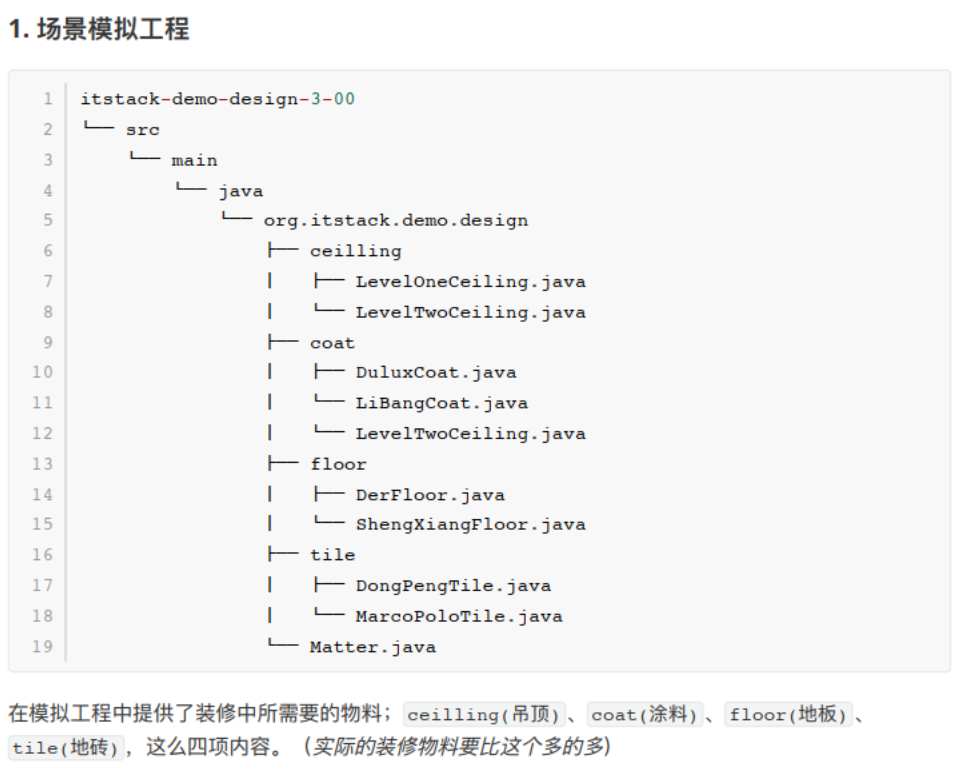 1. 场景模拟工程
1 itstack-demo-design-3-00
2 └── src
3     └── main
4         └── java
5             └── org.itstack.demo.design
6                 ├── ceilling
7                 │   ├── LevelOneCeiling.java
8                 │   └── LevelTwoCeiling.java
9                 ├── coat
10                 │   ├── DuluxCoat.java
11                 │   └── LiBangCoat.java
12                 │   └── LevelTwoCeiling.java
13                 ├── floor
14                 │   ├── DerFloor.java
15                 │   └── ShengXiangFloor.java
16                 ├── tile
17                 │   ├── DongPengTile.java
18                 │   └── MarcoPoloTile.java
19                 └── Matter.java
在模拟工程中提供了装修中所需要的物料；ceilling(吊顶)、coat(涂料)、floor(地板)、
tile(地砖)，这么四项内容。（实际的装修物料要比这个多的多）